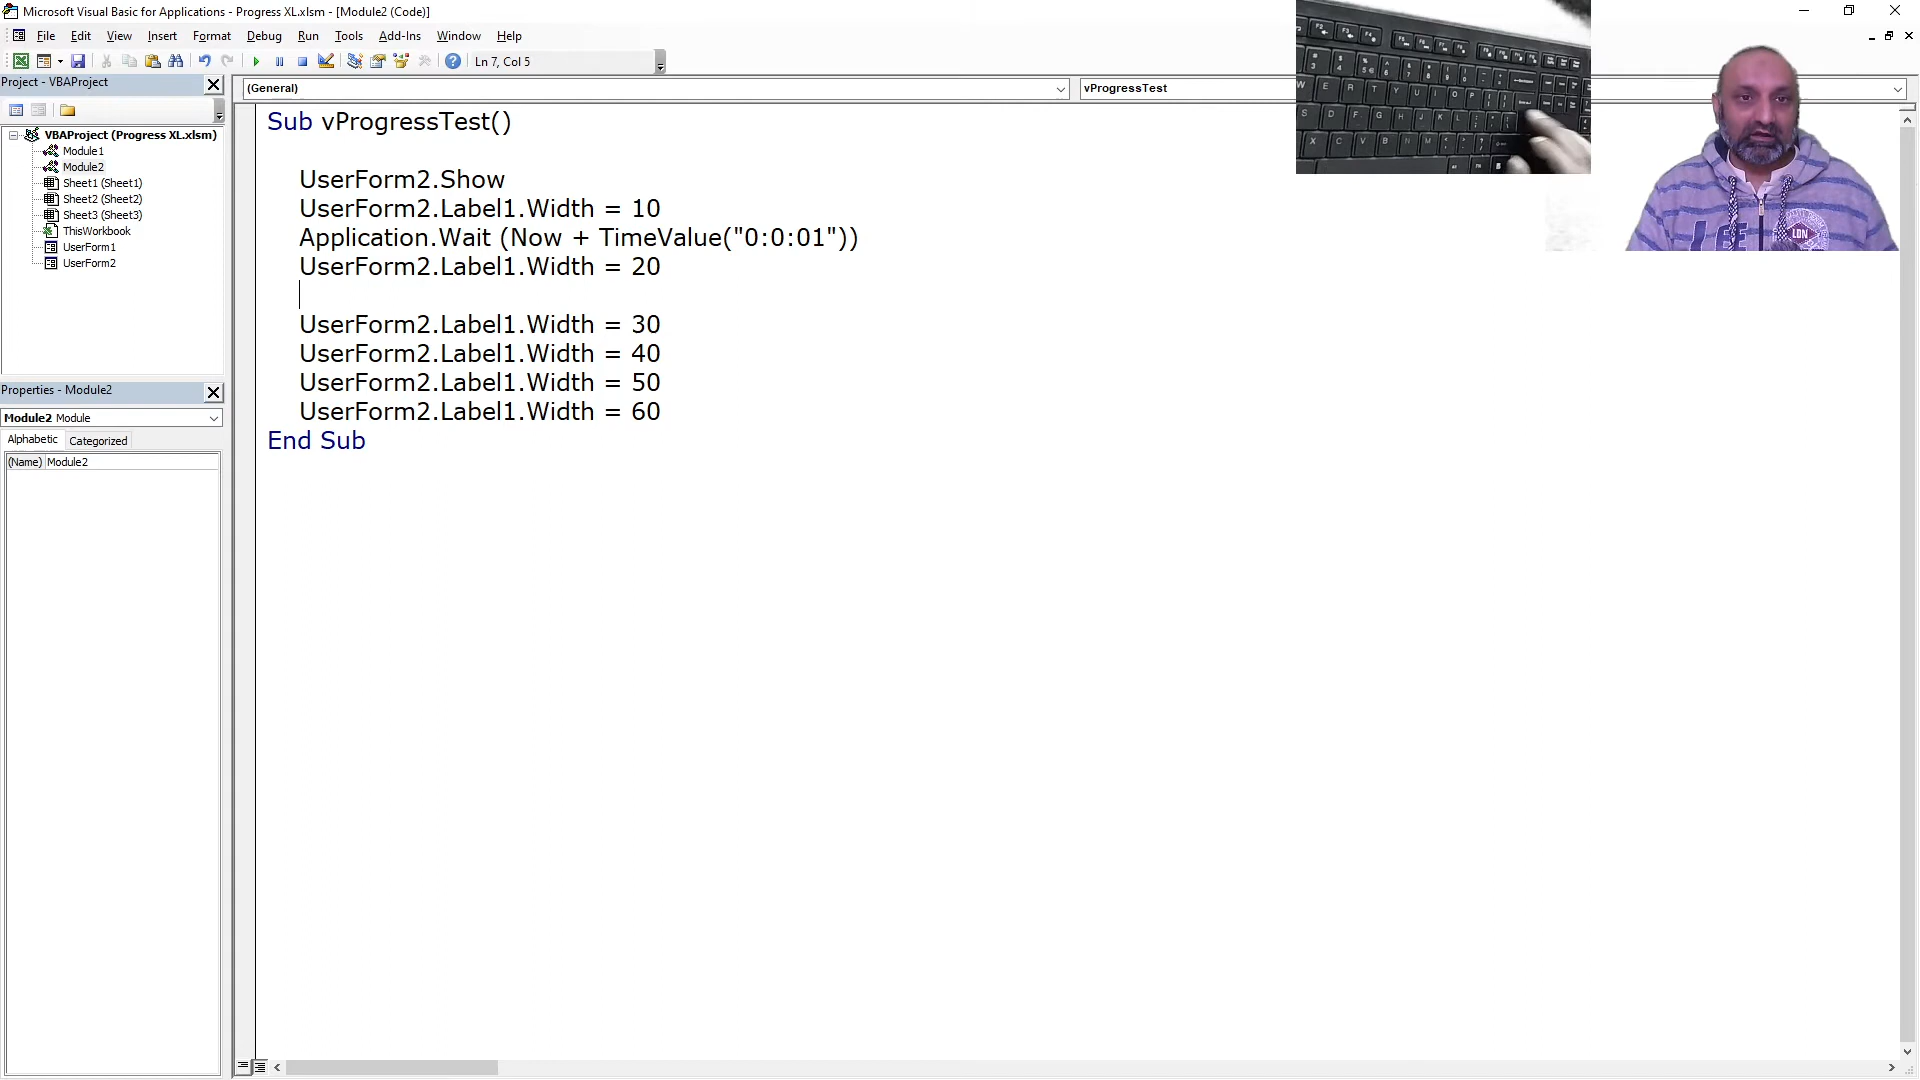 Microsoft Visual Basic for Applications - Progress XL.xlsm - [Module2 (Code)]
File Edit View Insert Format Debug Run Tools Add-Ins Window Help
Ln 7, Col 5
Project - VBAProject
VBAProject (Progress XL.xlsm)
Module1
Module2
Sheet1 (Sheet1)
Sheet2 (Sheet2)
Sheet3 (Sheet3)
ThisWorkbook
UserForm1
UserForm2
Properties - Module2
Module2 Module
Alphabetic Categorized
(Name) Module2
(General) vProgressTest
Sub vProgressTest()
UserForm2.Show
UserForm2.Label1.Width = 10
Application.Wait (Now + TimeValue("0:0:01"))
UserForm2.Label1.Width = 20
UserForm2.Label1.Width = 30
UserForm2.Label1.Width = 40
UserForm2.Label1.Width = 50
UserForm2.Label1.Width = 60
End Sub
W E R T Y U I O P
S D F G H J K L
X C V B N M
LDN